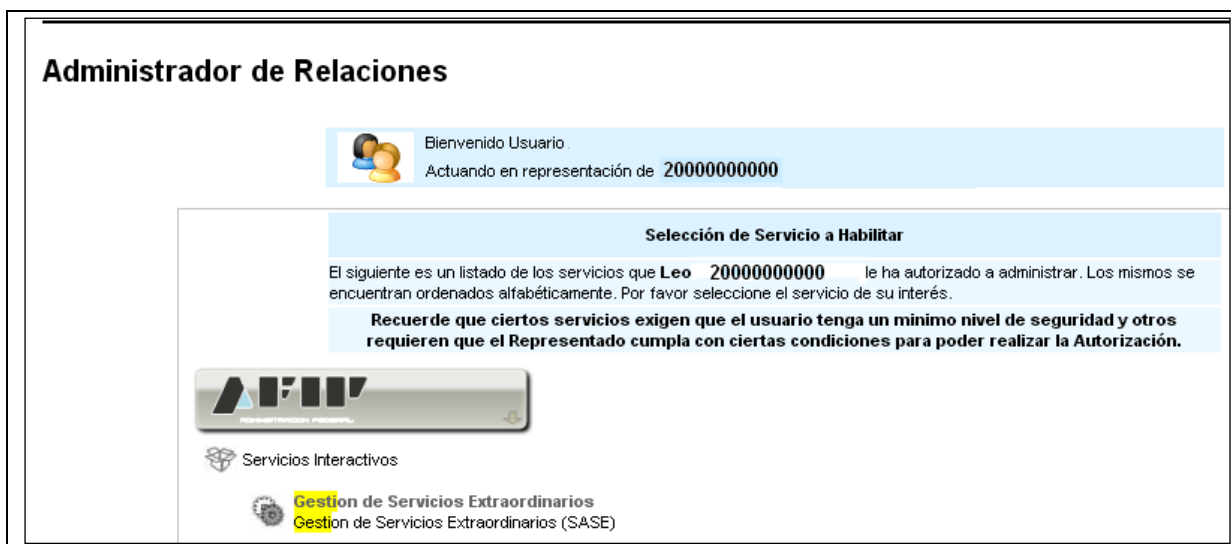 Administrador de Relaciones
Bienvenido Usuario
Actuando en representación de 20000000000
Selección de Servicio a Habilitar
El siguiente es un listado de los servicios que Leo 20000000000 le ha autorizado a administrar. Los mismos se
encuentran ordenados alfabéticamente. Por favor seleccione el servicio de su interés.
Recuerde que ciertos servicios exigen que el usuario tenga un minimo nivel de seguridad y otros
requieren que el Representado cumpla con ciertas condiciones para poder realizar la Autorización.
AFIP
ADMINISTRACION FEDERAL
Servicios Interactivos
Gestion de Servicios Extraordinarios
Gestion de Servicios Extraordinarios (SASE)